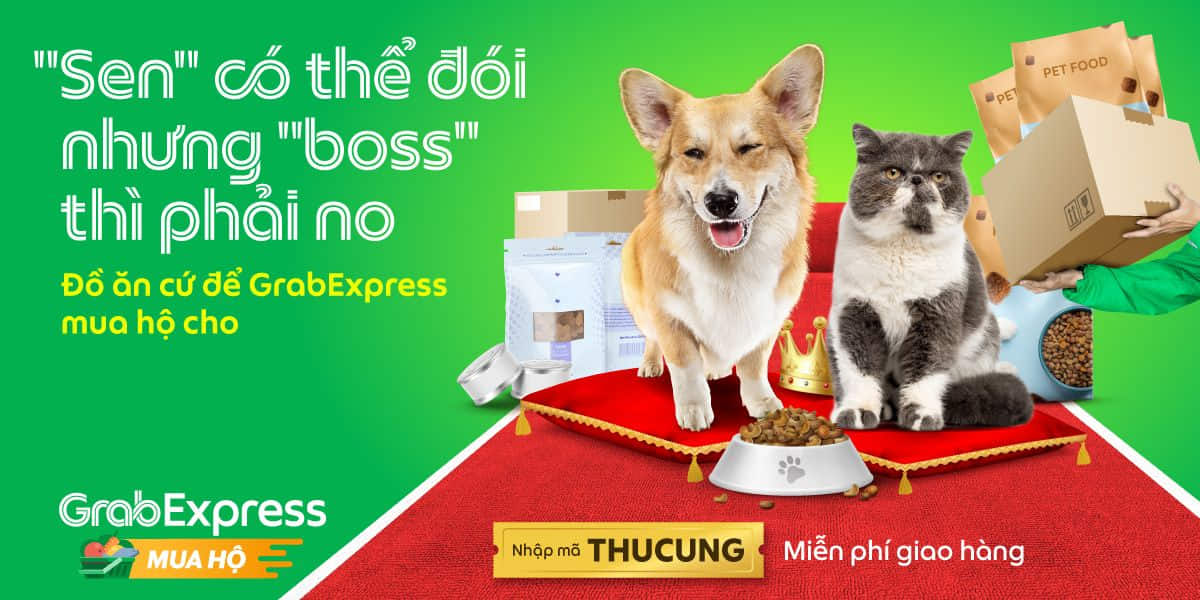 ""Sen"" có thể đói
nhưng ""boss""
thì phải no
Đồ ăn cứ để GrabExpress
mua hộ cho
PET FOOD
PET
GrabExpress
MUA HỘ
Nhập mã THUCUNG
Miễn phí giao hàng